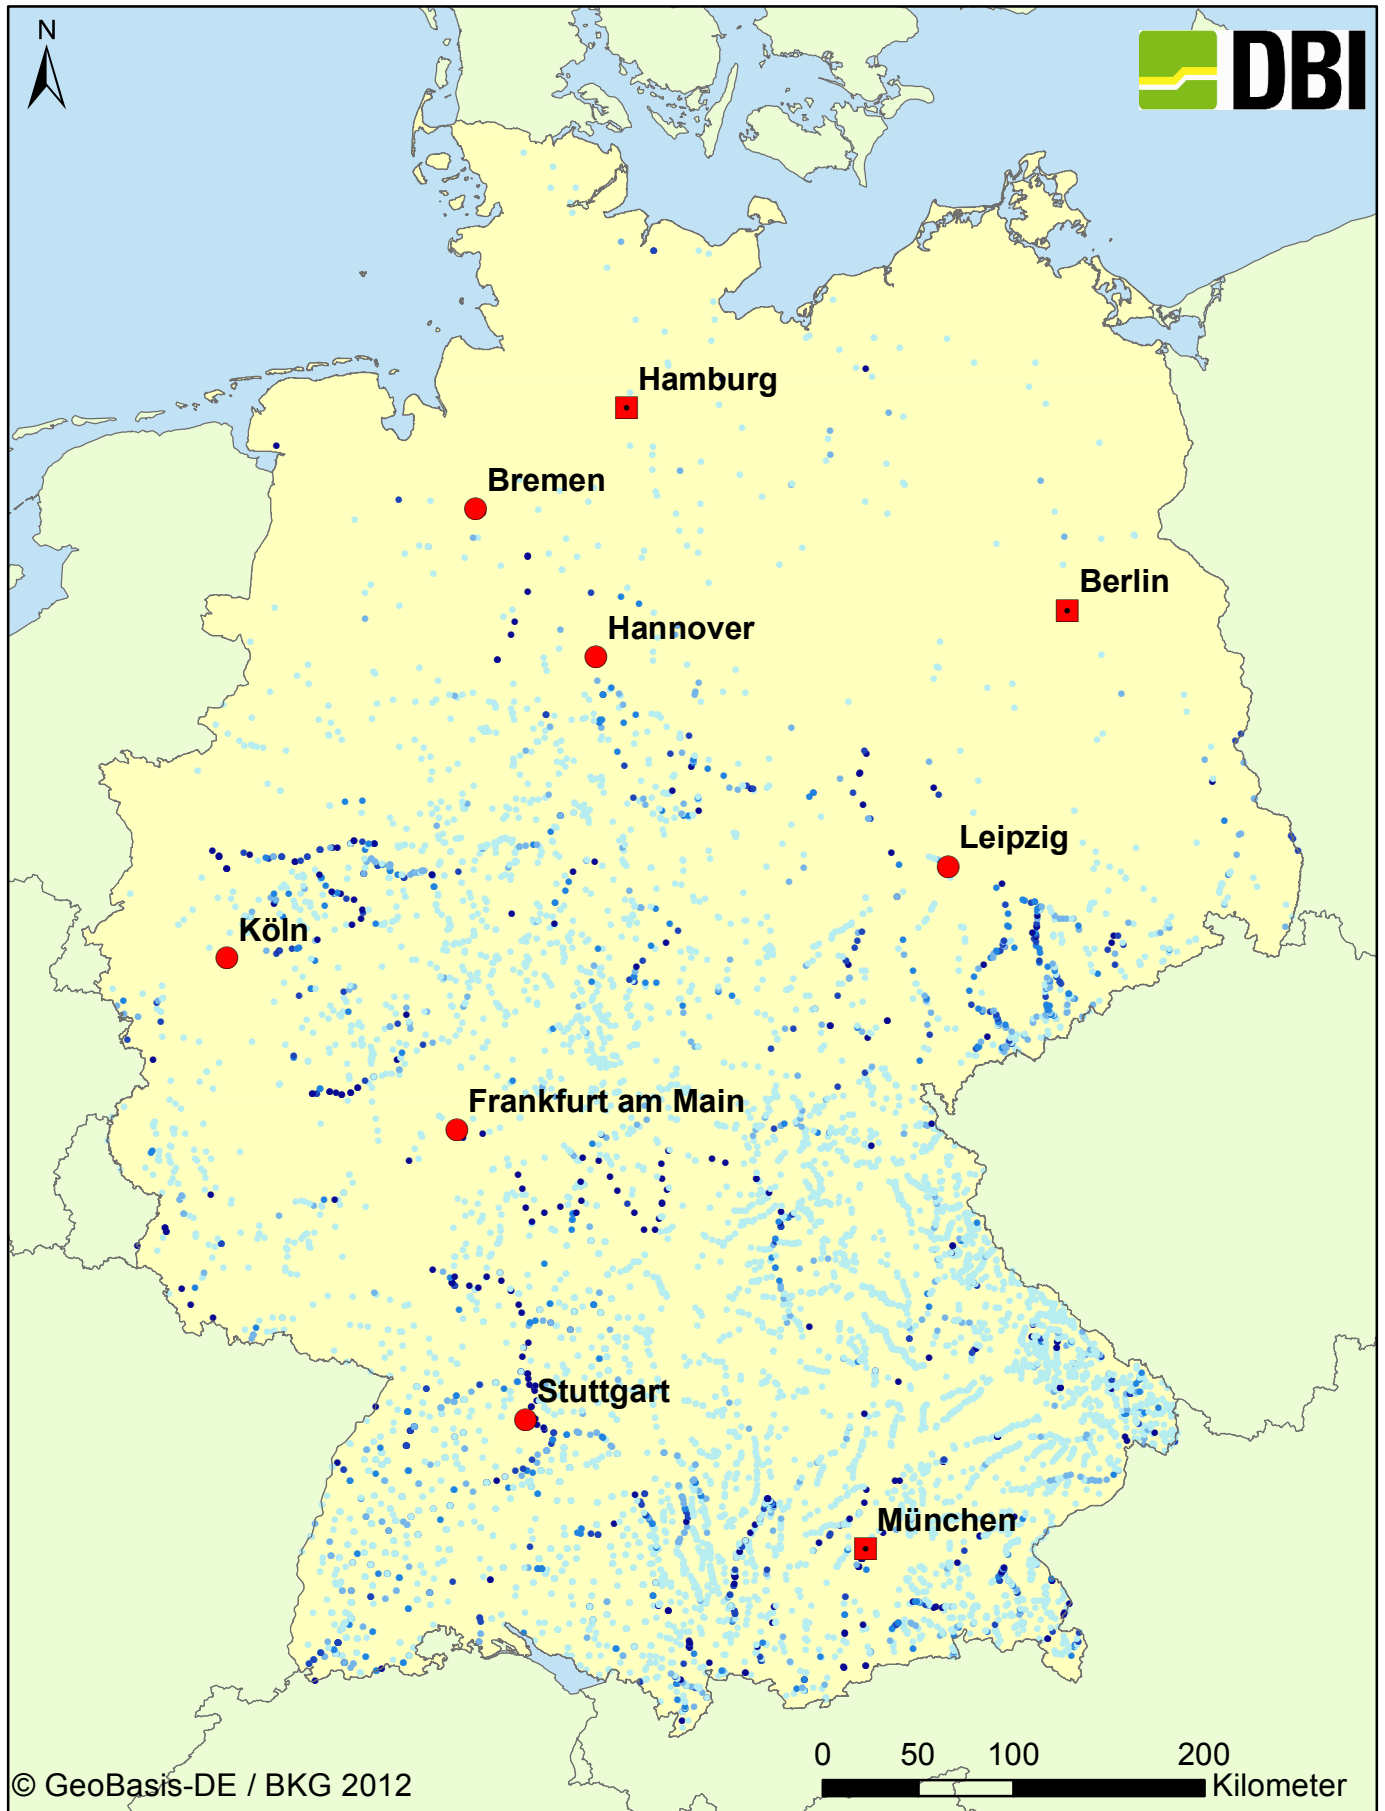 N
DBI
Hamburg
Bremen
Berlin
Hannover
Leipzig
Köln
Frankfurt am Main
Stuttgart
München
0 50 100 200
Kilometer
© GeoBasis-DE / BKG 2012